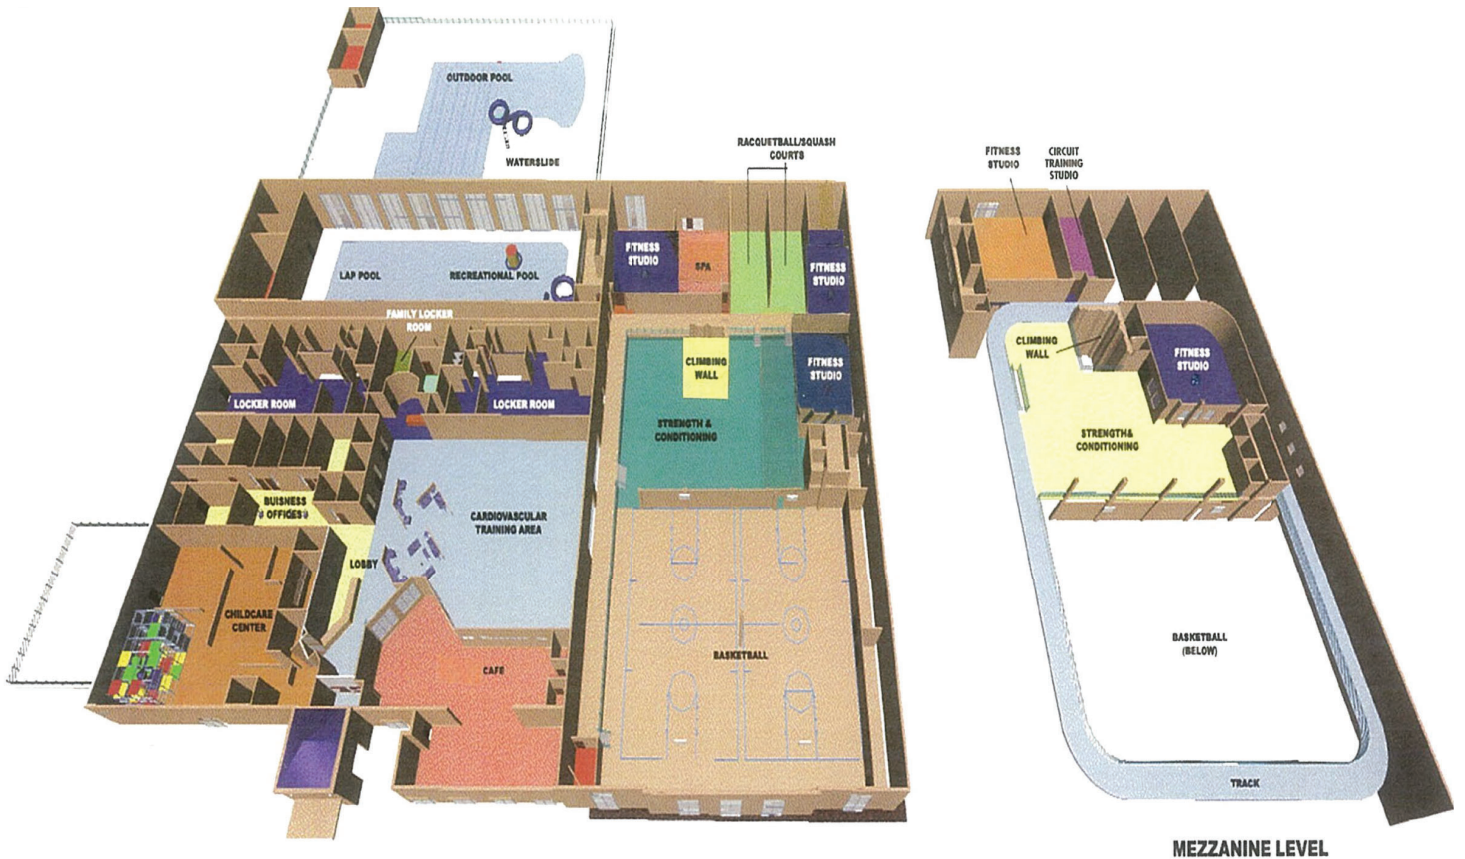 OUTDOOR POOL
WATERSLIDE
RACQUETBALL/SQUASH
COURTS
LAP POOL
RECREATIONAL POOL
FITNESS
STUDIO
SPA
FITNESS
STUDIO
FAMILY LOCKER
ROOM
LOCKER ROOM
LOCKER ROOM
CLIMBING
WALL
FITNESS
STUDIO
STRENGTH &
CONDITIONING
BUISNESS
OFFICES
LOBBY
CARDIOVASCULAR
TRAINING AREA
CHILDCARE
CENTER
CAFE
BASKETBALL
FITNESS
STUDIO
CIRCUIT
TRAINING
STUDIO
CLIMBING
WALL
FITNESS
STUDIO
STRENGTH&
CONDITIONING
BASKETBALL
(BELOW)
TRACK
MEZZANINE LEVEL